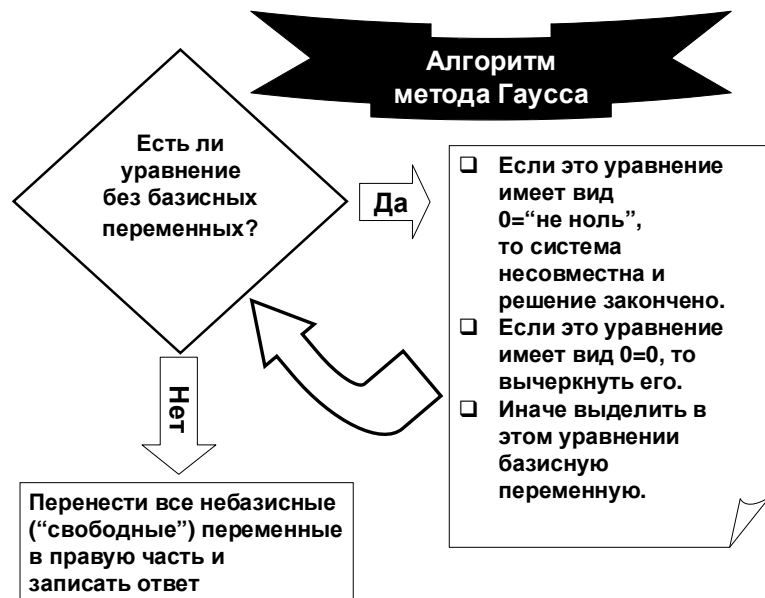 Алгоритм
метода Гаусса
Есть ли
уравнение
без базисных
переменных?
Да
❑ Если это уравнение
имеет вид
0=“не ноль”,
то система
несовместна и
решение закончено.
❑ Если это уравнение
имеет вид 0=0, то
вычеркнуть его.
❑ Иначе выделить в
этом уравнении
базисную
переменную.
Нет
Перенести все небазисные
(“свободные”) переменные
в правую часть и
записать ответ